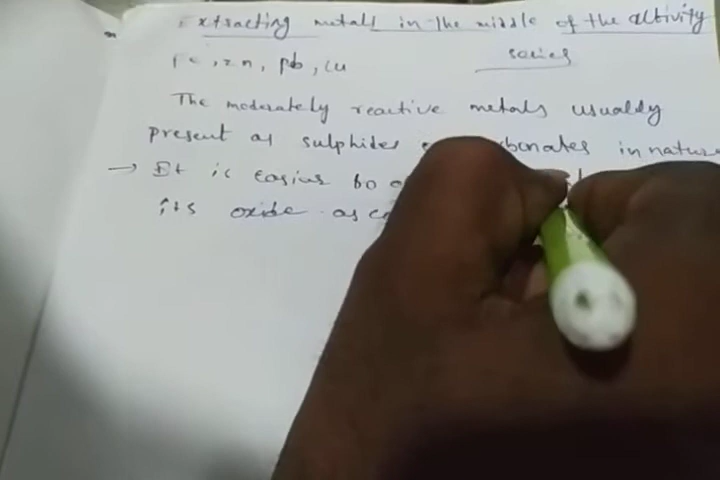 Extracting metals in the middle of the activity
series
Fe, zn, pb, cu
The moderately reactive metals usually
present as sulphides in nature
→ It is easier to
its oxide as